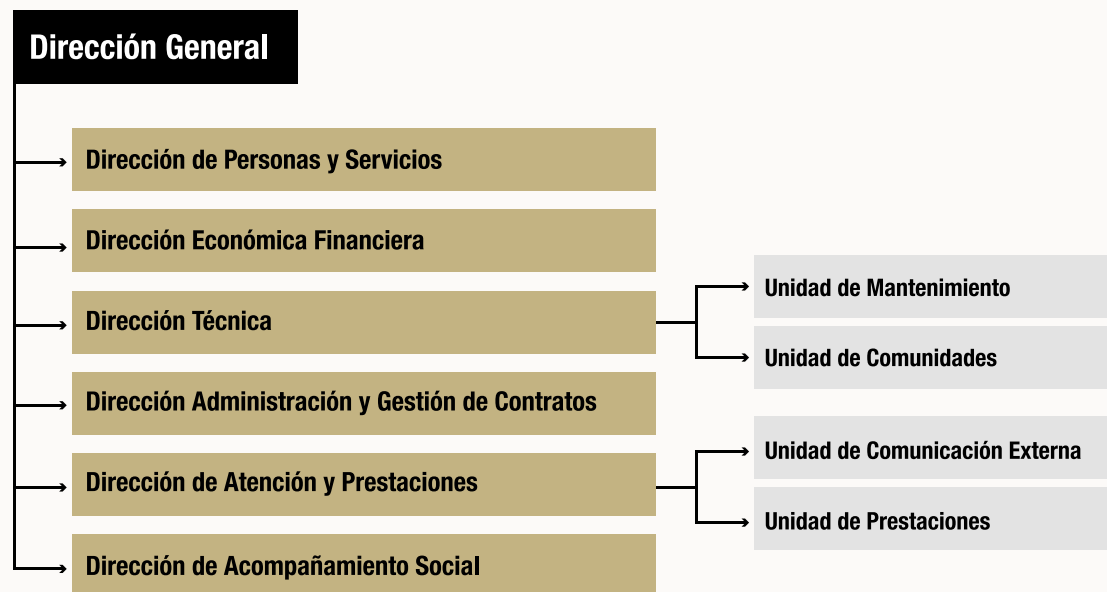 Dirección General
Dirección de Personas y Servicios
Dirección Económica Financiera
Dirección Técnica
Unidad de Mantenimiento
Unidad de Comunidades
Dirección Administración y Gestión de Contratos
Dirección de Atención y Prestaciones
Unidad de Comunicación Externa
Unidad de Prestaciones
Dirección de Acompañamiento Social